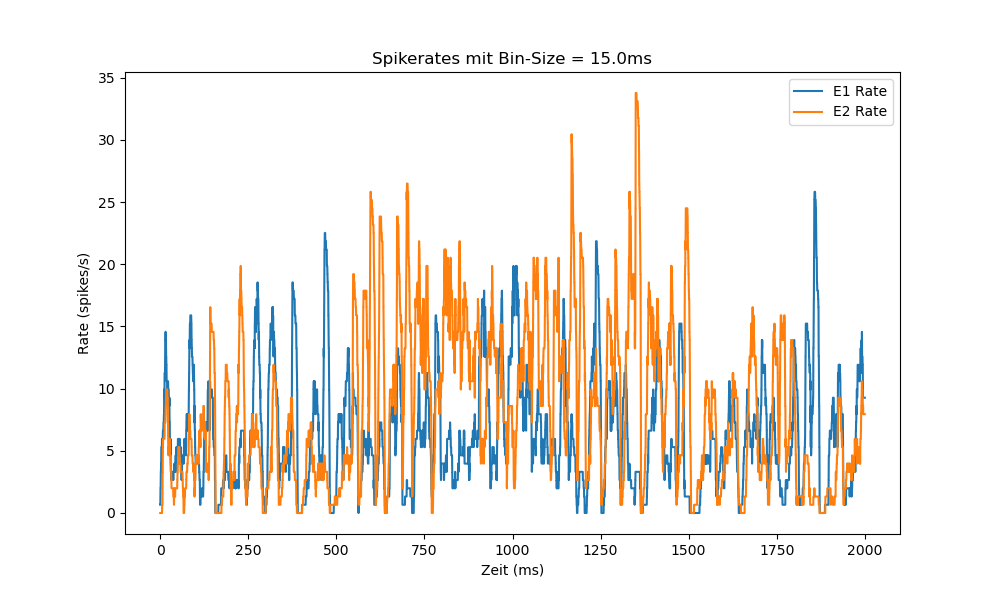 Spikerates mit Bin-Size = 15.0ms
E1 Rate
E2 Rate
Rate (spikes/s)
35
30
25
20
15
10
5
0
0 250 500 750 1000 1250 1500 1750 2000
Zeit (ms)